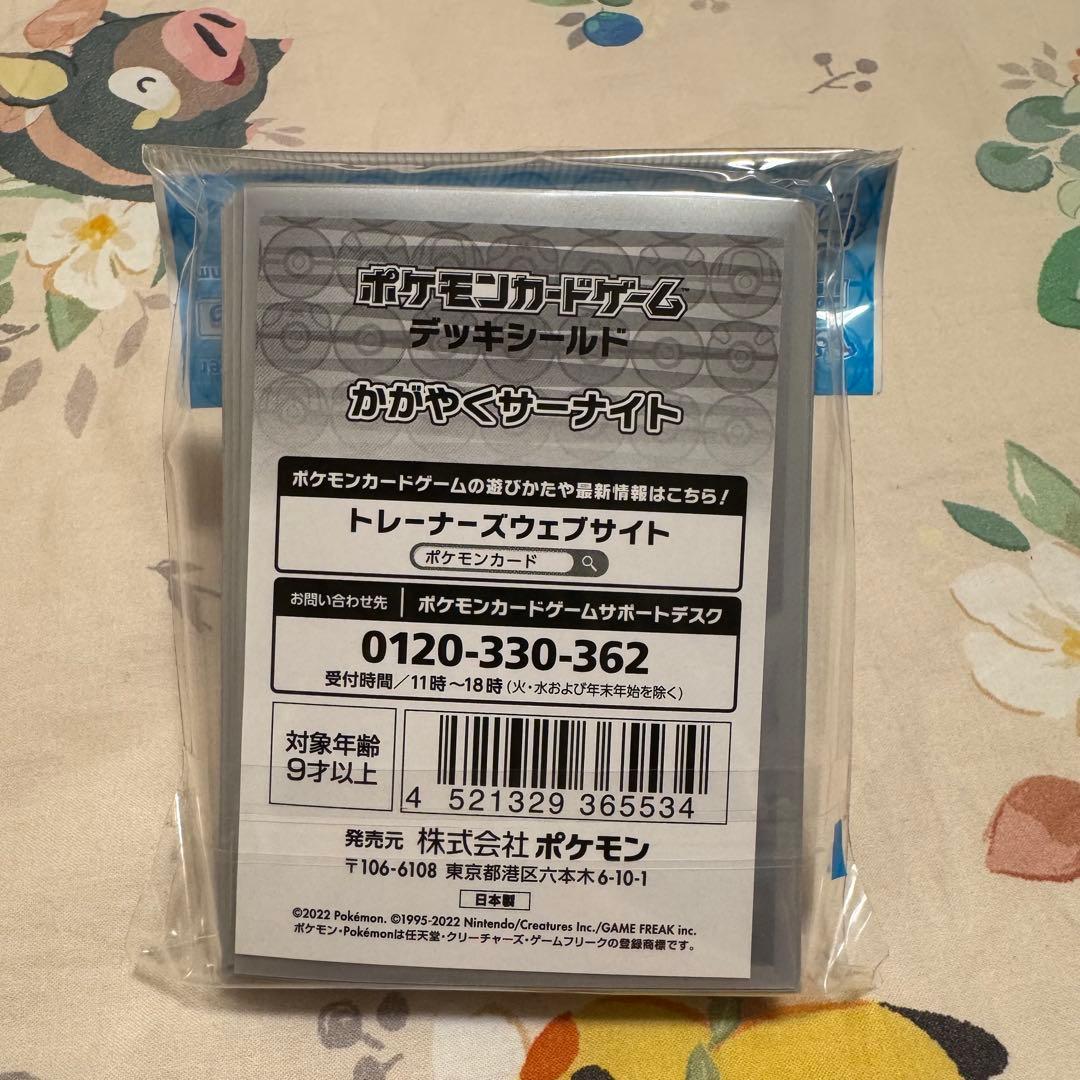 ポケモンカードゲーム
デッキシールド
かがやくサーナイト
ポケモンカードゲームの遊びかたや最新情報はこちら!
トレーナーズウェブサイト
ポケモンカード
お問い合わせ先 ポケモンカードゲームサポートデスク
0120-330-362
受付時間/11時〜18時(火・水および年末年始を除く)
対象年齢
9才以上
4 521329 365534
発売元 株式会社 ポケモン
〒106-6108 東京都港区六本木6-10-1
日本製
©2022 Pokémon. ©1995-2022 Nintendo/Creatures Inc./GAME FREAK inc.
ポケモン・Pokémonは任天堂・クリーチャーズ・ゲームフリークの登録商標です。